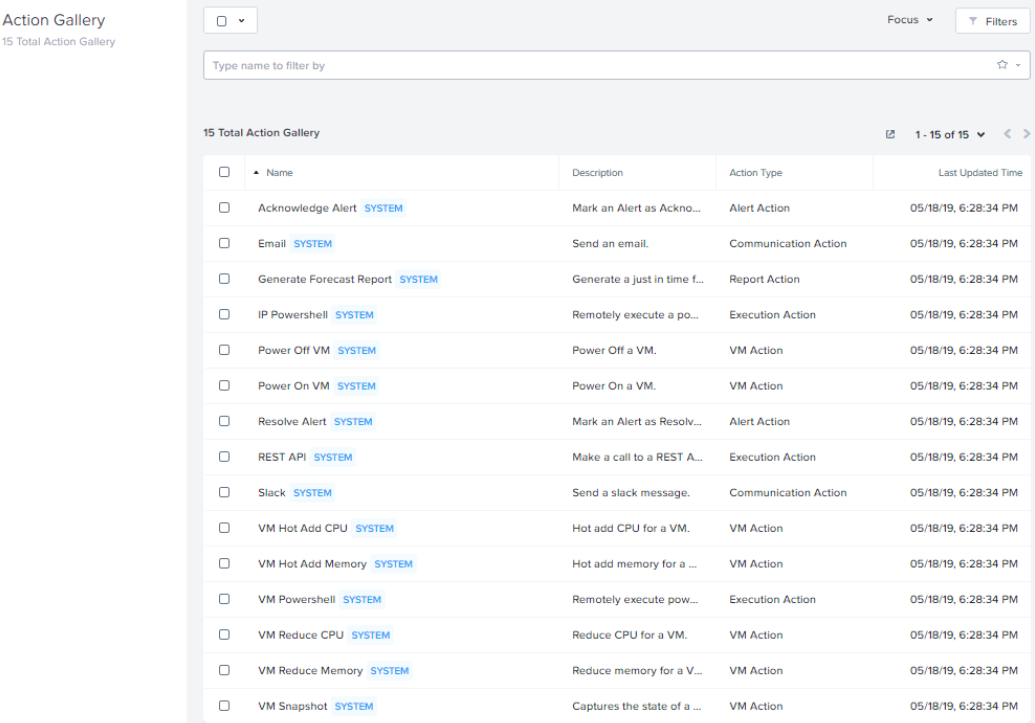 Action Gallery
15 Total Action Gallery
Focus
Filters
Type name to filter by
15 Total Action Gallery
1 - 15 of 15
Name Description Action Type Last Updated Time
Acknowledge Alert SYSTEM Mark an Alert as Ackno... Alert Action 05/18/19, 6:28:34 PM
Email SYSTEM Send an email. Communication Action 05/18/19, 6:28:34 PM
Generate Forecast Report SYSTEM Generate a just in time f... Report Action 05/18/19, 6:28:34 PM
IP Powershell SYSTEM Remotely execute a po... Execution Action 05/18/19, 6:28:34 PM
Power Off VM SYSTEM Power Off a VM. VM Action 05/18/19, 6:28:34 PM
Power On VM SYSTEM Power On a VM. VM Action 05/18/19, 6:28:34 PM
Resolve Alert SYSTEM Mark an Alert as Resolv... Alert Action 05/18/19, 6:28:34 PM
REST API SYSTEM Make a call to a REST A... Execution Action 05/18/19, 6:28:34 PM
Slack SYSTEM Send a slack message. Communication Action 05/18/19, 6:28:34 PM
VM Hot Add CPU SYSTEM Hot add CPU for a VM. VM Action 05/18/19, 6:28:34 PM
VM Hot Add Memory SYSTEM Hot add memory for a ... VM Action 05/18/19, 6:28:34 PM
VM Powershell SYSTEM Remotely execute pow... Execution Action 05/18/19, 6:28:34 PM
VM Reduce CPU SYSTEM Reduce CPU for a VM. VM Action 05/18/19, 6:28:34 PM
VM Reduce Memory SYSTEM Reduce memory for a V... VM Action 05/18/19, 6:28:34 PM
VM Snapshot SYSTEM Captures the state of a ... VM Action 05/18/19, 6:28:34 PM